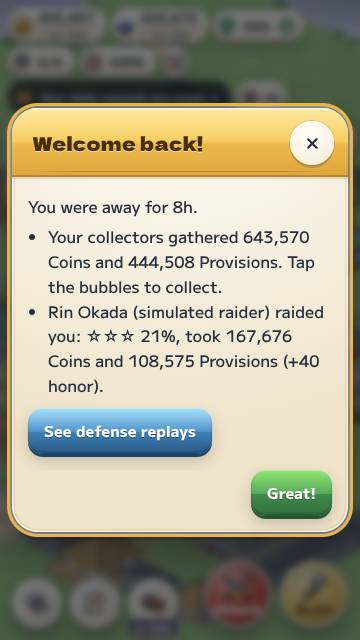 Welcome back!
×
You were away for 8h.
• Your collectors gathered 643,570
Coins and 444,508 Provisions. Tap
the bubbles to collect.
• Rin Okada (simulated raider) raided
you: ☆☆☆ 21%, took 167,676
Coins and 108,575 Provisions (+40
honor).
See defense replays
Great!